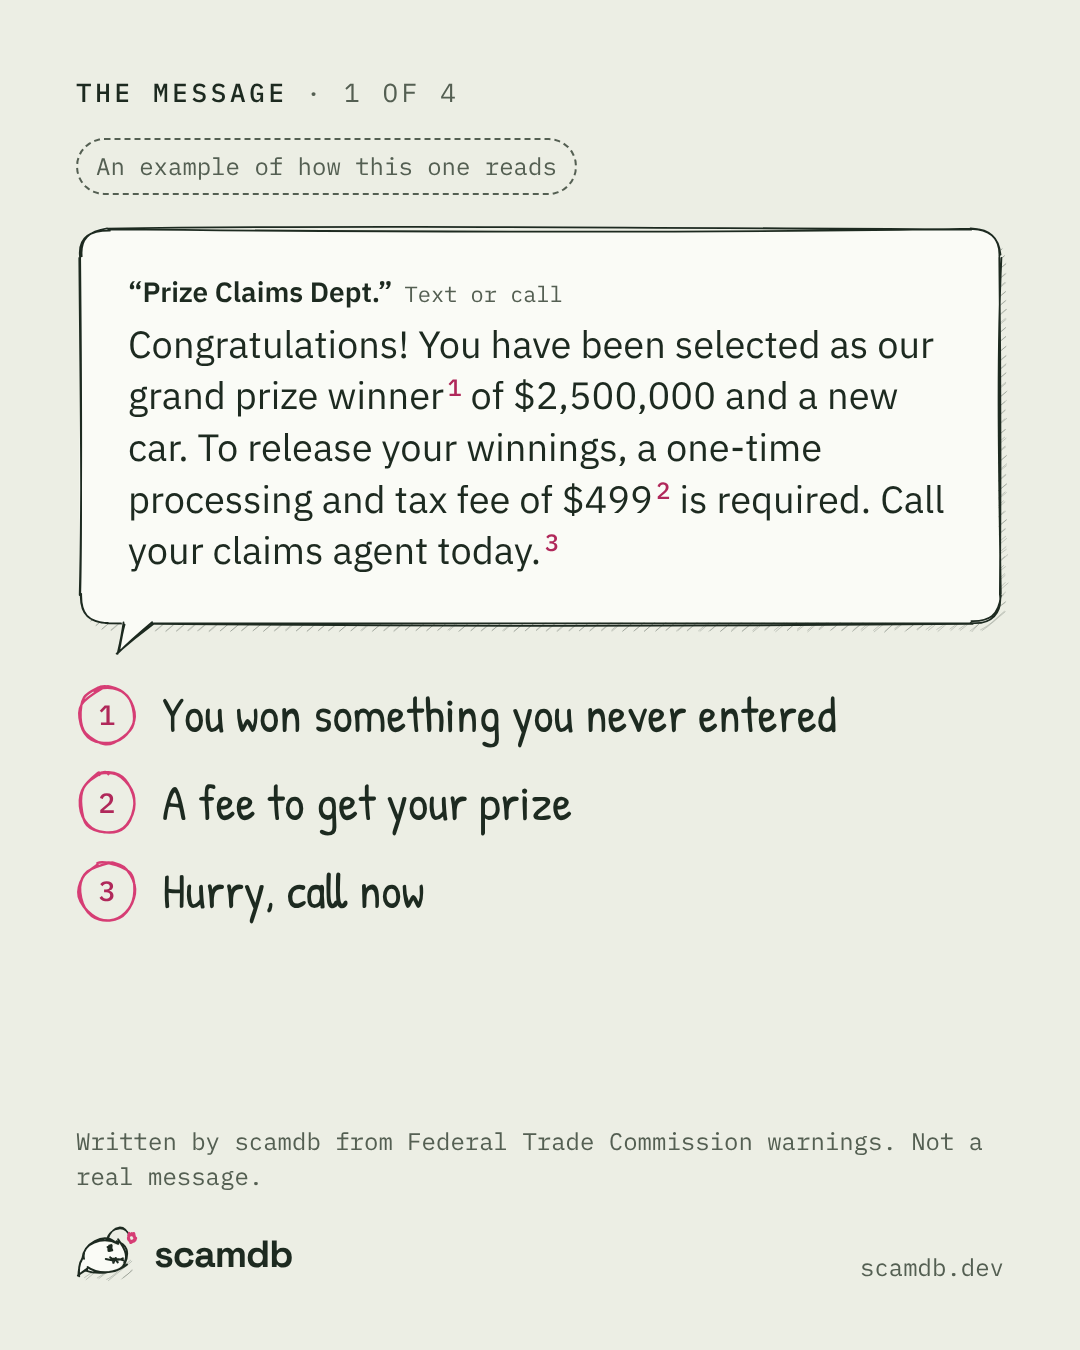 THE MESSAGE · 1 OF 4
An example of how this one reads
“Prize Claims Dept.” Text or call
Congratulations! You have been selected as our
grand prize winner1 of $2,500,000 and a new
car. To release your winnings, a one-time
processing and tax fee of $4992 is required. Call
your claims agent today.3
1 You won something you never entered
2 A fee to get your prize
3 Hurry, call now
Written by scamdb from Federal Trade Commission warnings. Not a
real message.
scamdb
scamdb.dev